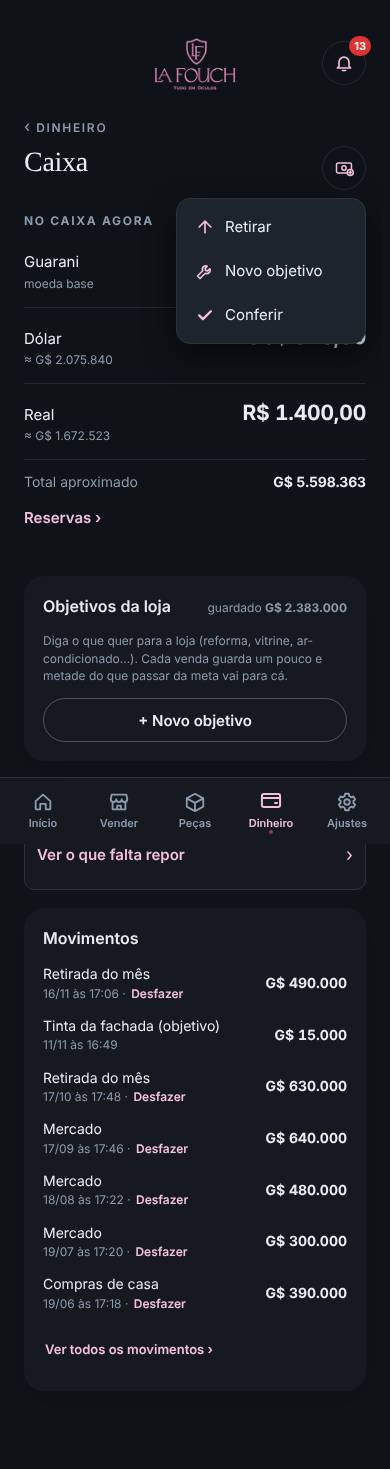 LA FOUCH
Tudo em Óculos
13
‹ DINHEIRO
Caixa
NO CAIXA AGORA
Retirar
Novo objetivo
Conferir
Guarani
moeda base
Dólar
≈ G$ 2.075.840
Real
R$ 1.400,00
≈ G$ 1.672.523
Total aproximado
G$ 5.598.363
Reservas ›
Objetivos da loja
guardado G$ 2.383.000
Diga o que quer para a loja (reforma, vitrine, ar-
condicionado…). Cada venda guarda um pouco e
metade do que passar da meta vai para cá.
+ Novo objetivo
Início
Vender
Peças
Dinheiro
Ajustes
Ver o que falta repor ›
Movimentos
Retirada do mês
G$ 490.000
16/11 às 17:06 · Desfazer
Tinta da fachada (objetivo)
G$ 15.000
11/11 às 16:49
Retirada do mês
G$ 630.000
17/10 às 17:48 · Desfazer
Mercado
G$ 640.000
17/09 às 17:46 · Desfazer
Mercado
G$ 480.000
18/08 às 17:22 · Desfazer
Mercado
G$ 300.000
19/07 às 17:20 · Desfazer
Compras de casa
G$ 390.000
19/06 às 17:18 · Desfazer
Ver todos os movimentos ›